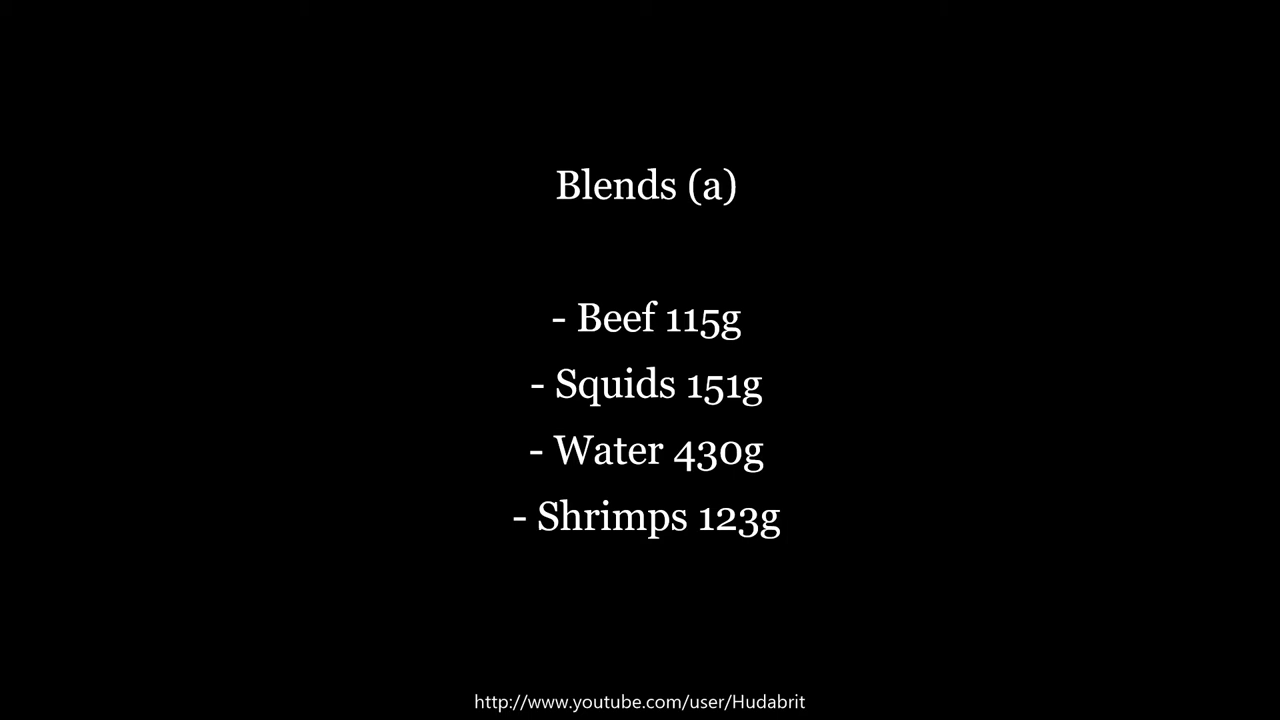 Blends (a)
- Beef 115g
- Squids 151g
- Water 430g
- Shrimps 123g
http://www.youtube.com/user/Hudabrit